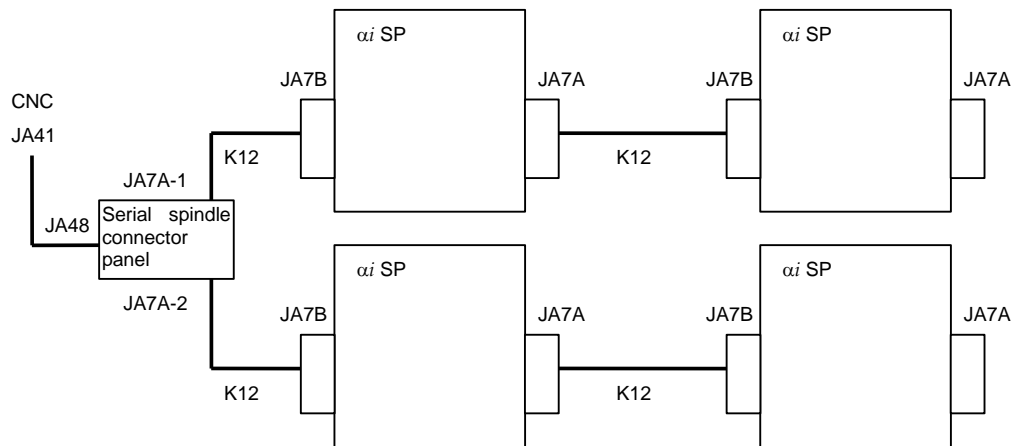 αi SP
αi SP
JA7B
JA7A
JA7B
JA7A
CNC
JA41
K12
K12
JA7A-1
JA48
Serial spindle
connector
panel
JA7A-2
αi SP
αi SP
JA7B
JA7A
JA7B
JA7A
K12
K12